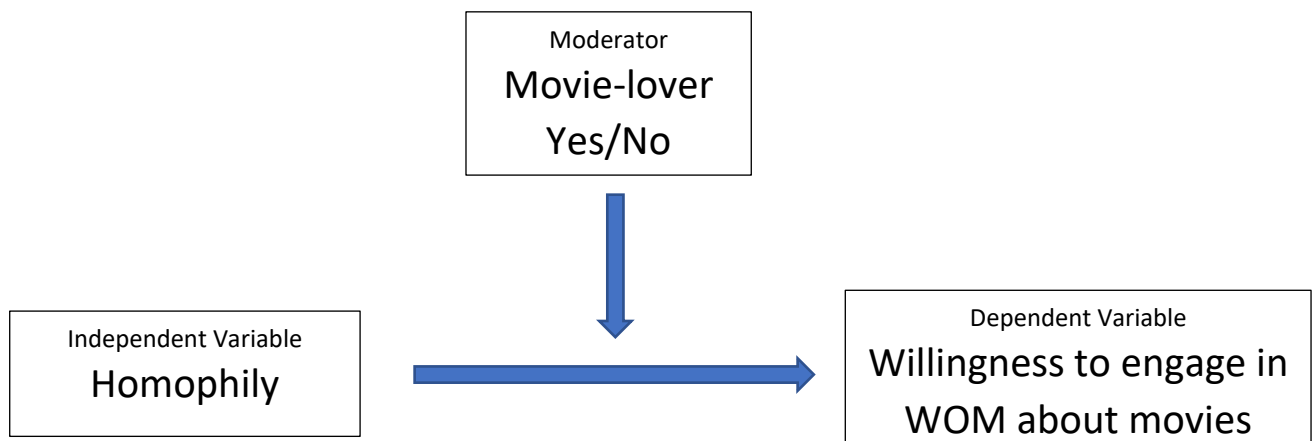 Moderator
Movie-lover
Yes/No
Independent Variable
Homophily
Dependent Variable
Willingness to engage in
WOM about movies